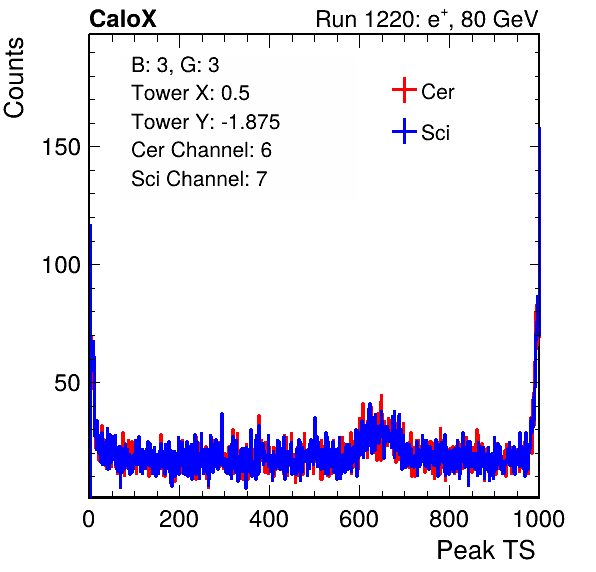 CaloX Run 1220: e⁺, 80 GeV
Counts
B: 3, G: 3
Tower X: 0.5
Tower Y: -1.875
Cer Channel: 6
Sci Channel: 7
Cer
Sci
150
100
50
0 200 400 600 800 1000
Peak TS